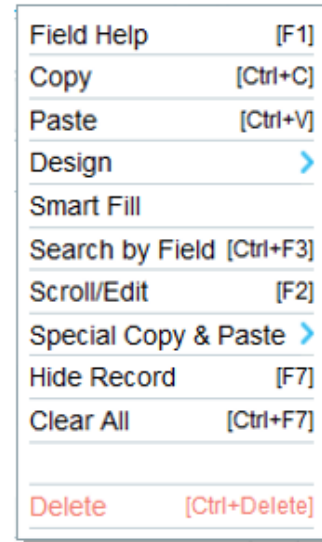 Field Help [F1]
Copy [Ctrl+C]
Paste [Ctrl+V]
Design
Smart Fill
Search by Field [Ctrl+F3]
Scroll/Edit [F2]
Special Copy & Paste
Hide Record [F7]
Clear All [Ctrl+F7]
Delete [Ctrl+Delete]